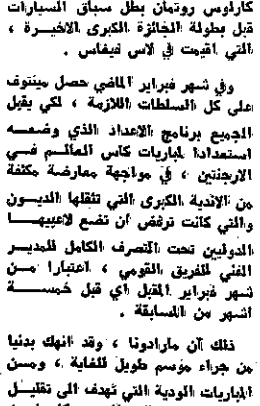 كارلوس روتمان بطل سباق السيارات
قبل بطولة الجائزة الكبرى الاخيرة ،
التي اقيمت في لاس فيغاس .
وفي شهر فبراير الماضي حصل مينتوف
على كل السلطات اللازمة ، لكي يقبل
الجميع برنامج الاعداد الذي وضعه
استعدادا لمباريات كاس العالم في
الارجنتين ، في مواجهة معارضة مكثفة
من الاندية الكبرى التي تثقلها الديون
والتي كانت ترفض ان تضع لاعبيها
الدوليين تحت التصرف الكامل للمدير
الفني للفريق القومي ، اعتبارا من
شهر فبراير المقبل اي قبل خمسة
اشهر من المسابقة .
ذلك أن مارادونا ، وقد انهك بدنيا
من جراء موسم طويل للغاية ، ومن
المباريات الودية التي تهدف الى تقليل